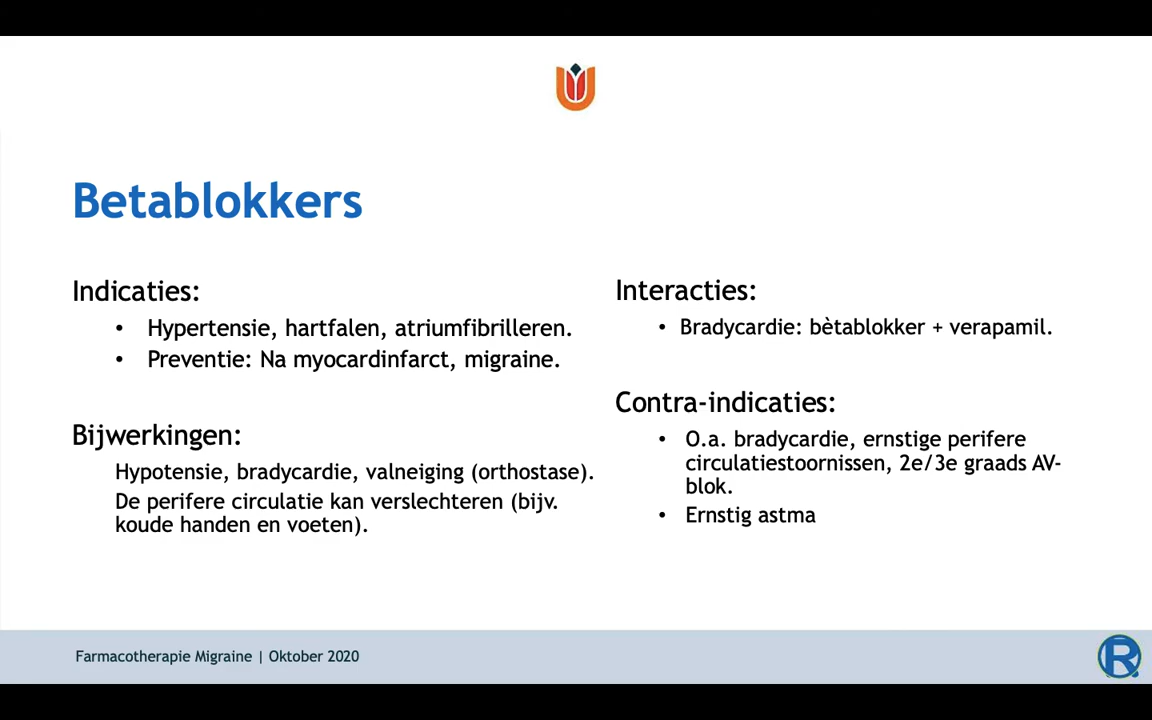 Betablokkers
Indicaties:
• Hypertensie, hartfalen, atriumfibrilleren.
• Preventie: Na myocardinfarct, migraine.
Bijwerkingen:
Hypotensie, bradycardie, valneiging (orthostase).
De perifere circulatie kan verslechteren (bijv.
koude handen en voeten).
Interacties:
• Bradycardie: bètablokker + verapamil.
Contra-indicaties:
• O.a. bradycardie, ernstige perifere
circulatiestoornissen, 2e/3e graads AV-
blok.
• Ernstig astma
Farmacotherapie Migraine | Oktober 2020
R